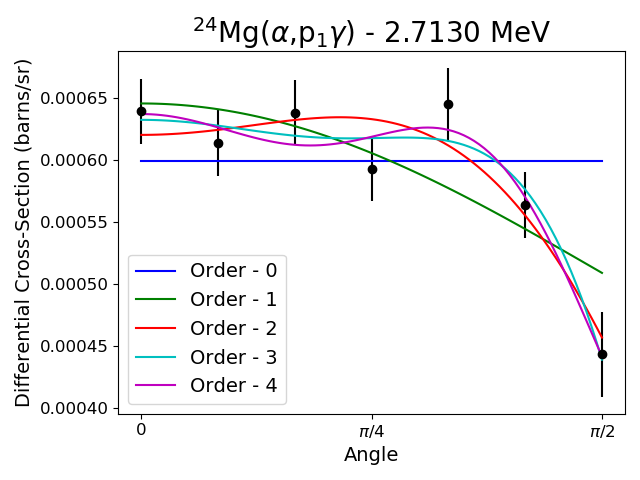 ²⁴Mg(α,p₁γ) - 2.7130 MeV
Differential Cross-Section (barns/sr)
0.00065
0.00060
0.00055
0.00050
0.00045
0.00040
Order - 0
Order - 1
Order - 2
Order - 3
Order - 4
0 π/4 π/2
Angle